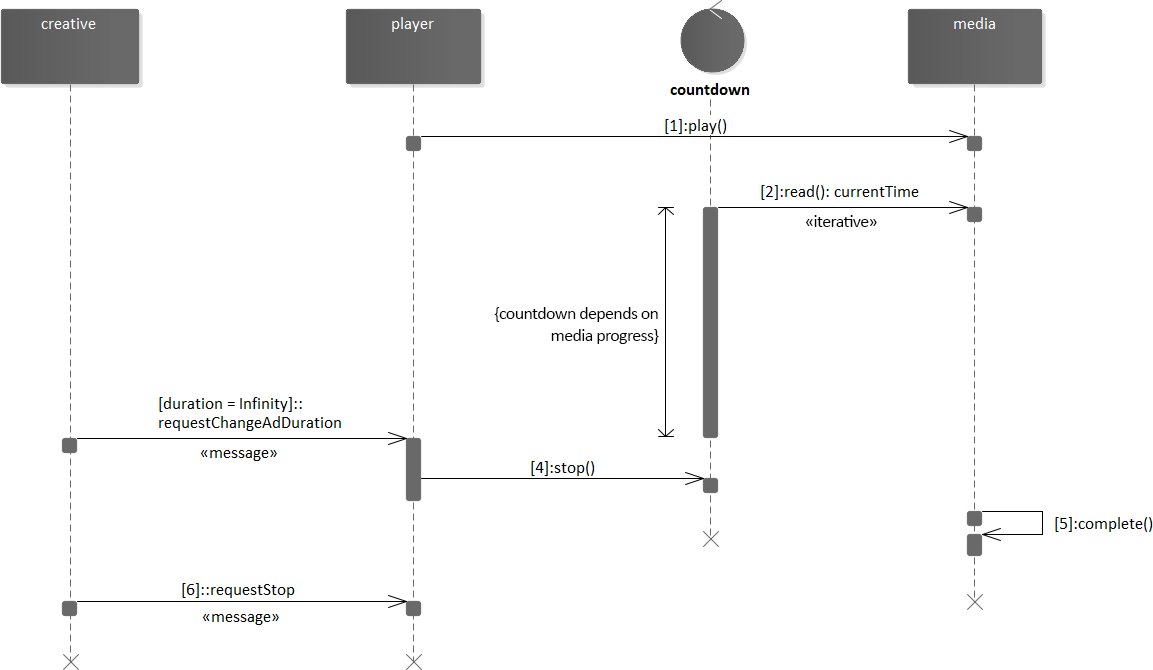 creative
player
media
countdown
[1]:play()
[2]:read(): currentTime
«iterative»
{countdown depends on
media progress}
[duration = Infinity]::
requestChangeAdDuration
«message»
[4]:stop()
[5]:complete()
[6]::requestStop
«message»